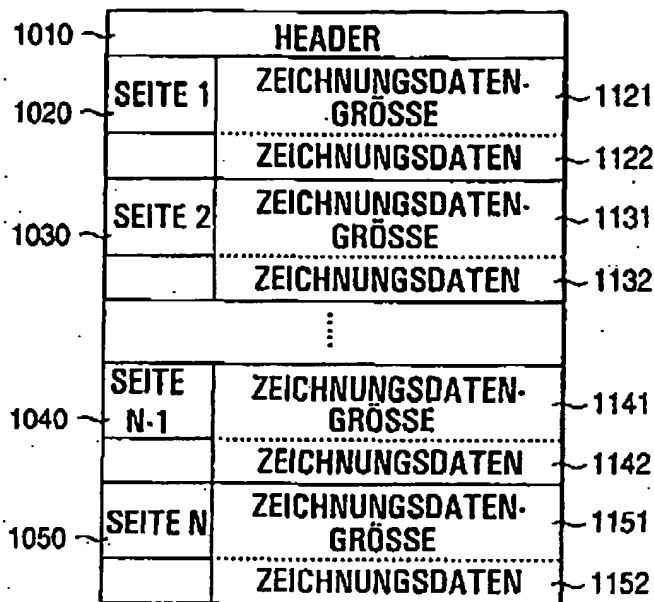 1010 HEADER
SEITE 1 ZEICHNUNGSDATEN-
1020 GRÖSSE 1121
ZEICHNUNGSDATEN 1122
SEITE 2 ZEICHNUNGSDATEN-
1030 GRÖSSE 1131
ZEICHNUNGSDATEN 1132
SEITE ZEICHNUNGSDATEN-
1040 N-1 GRÖSSE 1141
ZEICHNUNGSDATEN 1142
SEITE N ZEICHNUNGSDATEN-
1050 GRÖSSE 1151
ZEICHNUNGSDATEN 1152